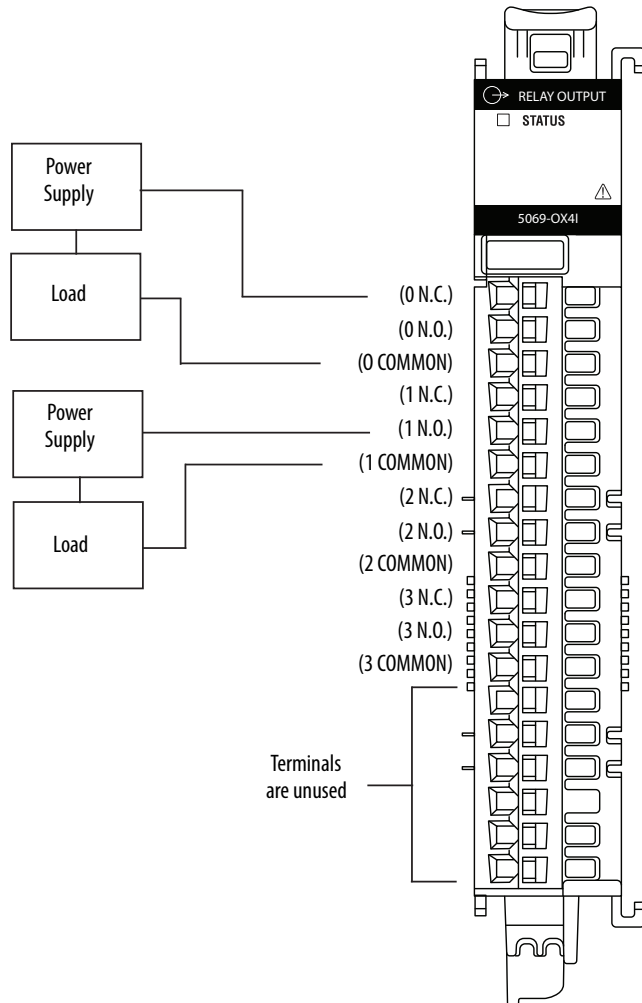 RELAY OUTPUT
STATUS
5069-OX4I
Power
Supply
Load
Power
Supply
Load
(0 N.C.)
(0 N.O.)
(0 COMMON)
(1 N.C.)
(1 N.O.)
(1 COMMON)
(2 N.C.)
(2 N.O.)
(2 COMMON)
(3 N.C.)
(3 N.O.)
(3 COMMON)
Terminals
are unused